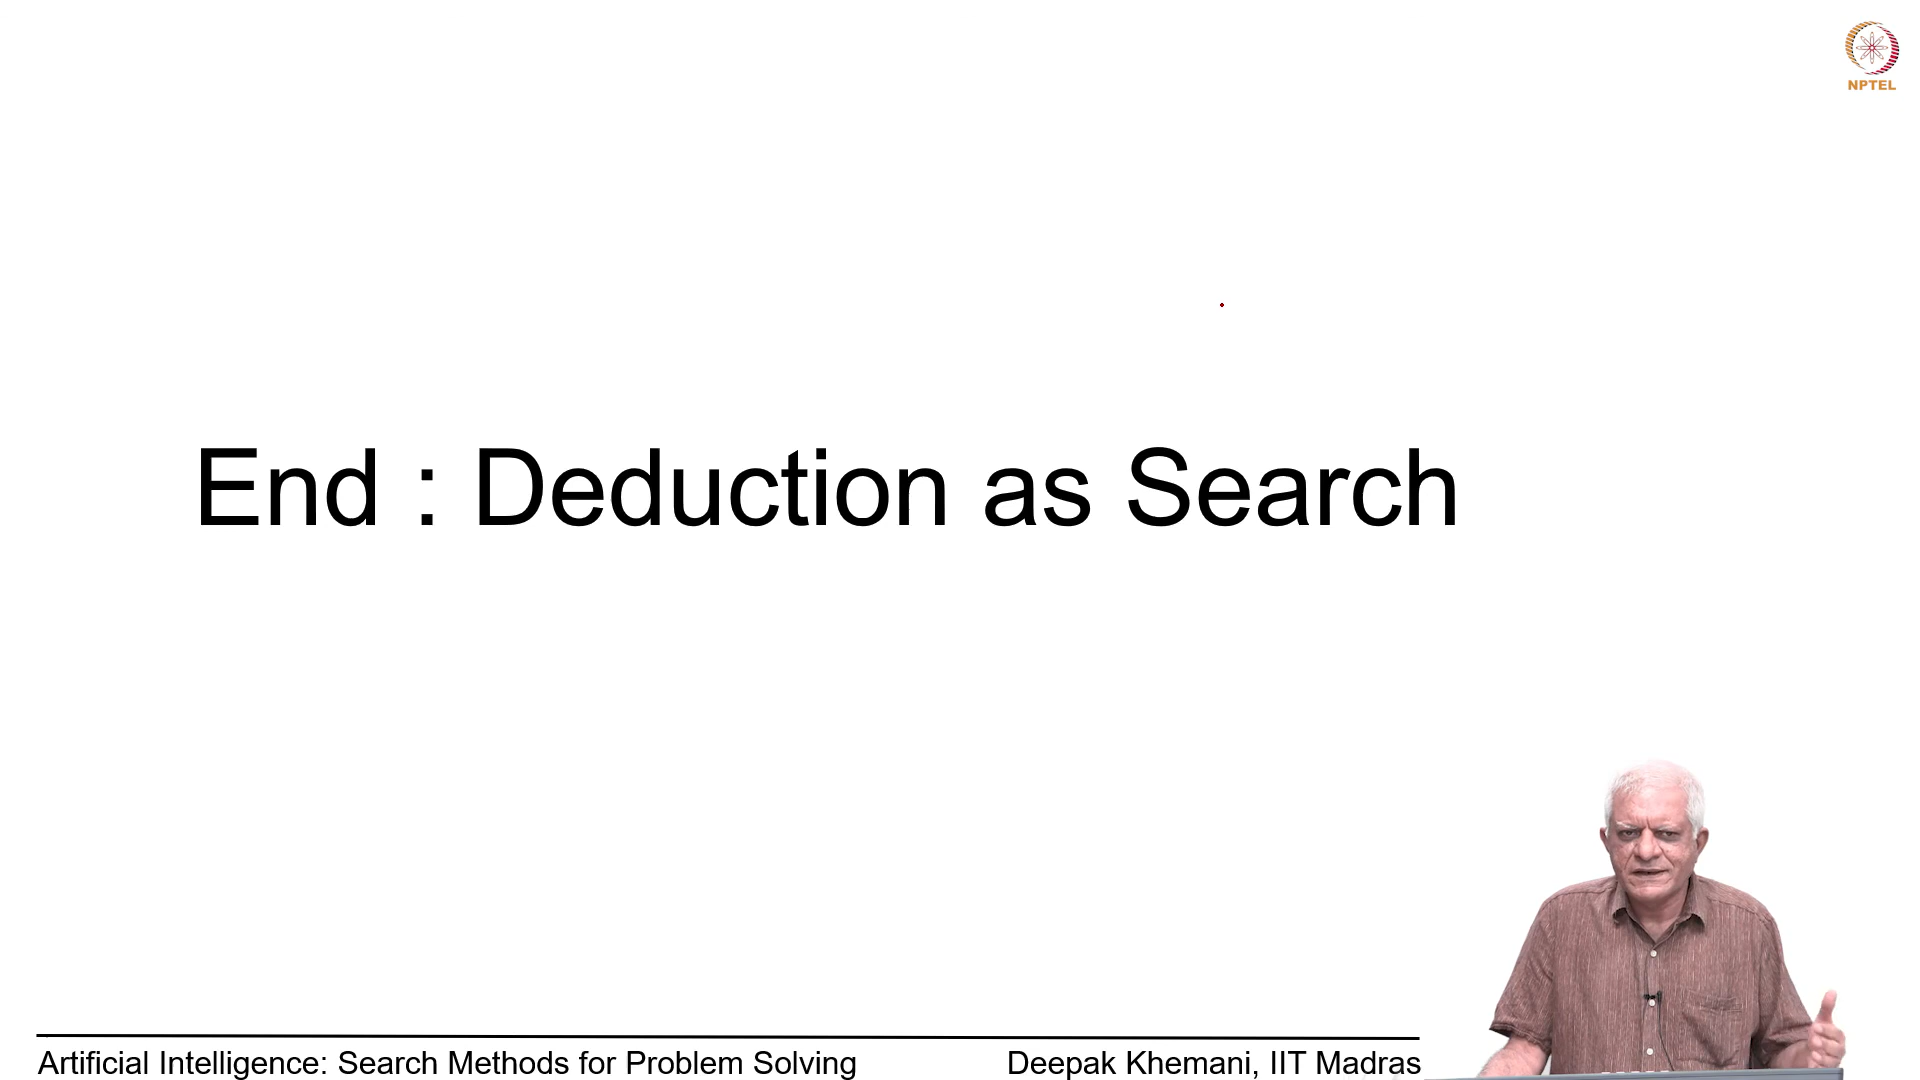 NPTEL
End : Deduction as Search
Artificial Intelligence: Search Methods for Problem Solving
Deepak Khemani, IIT Madras